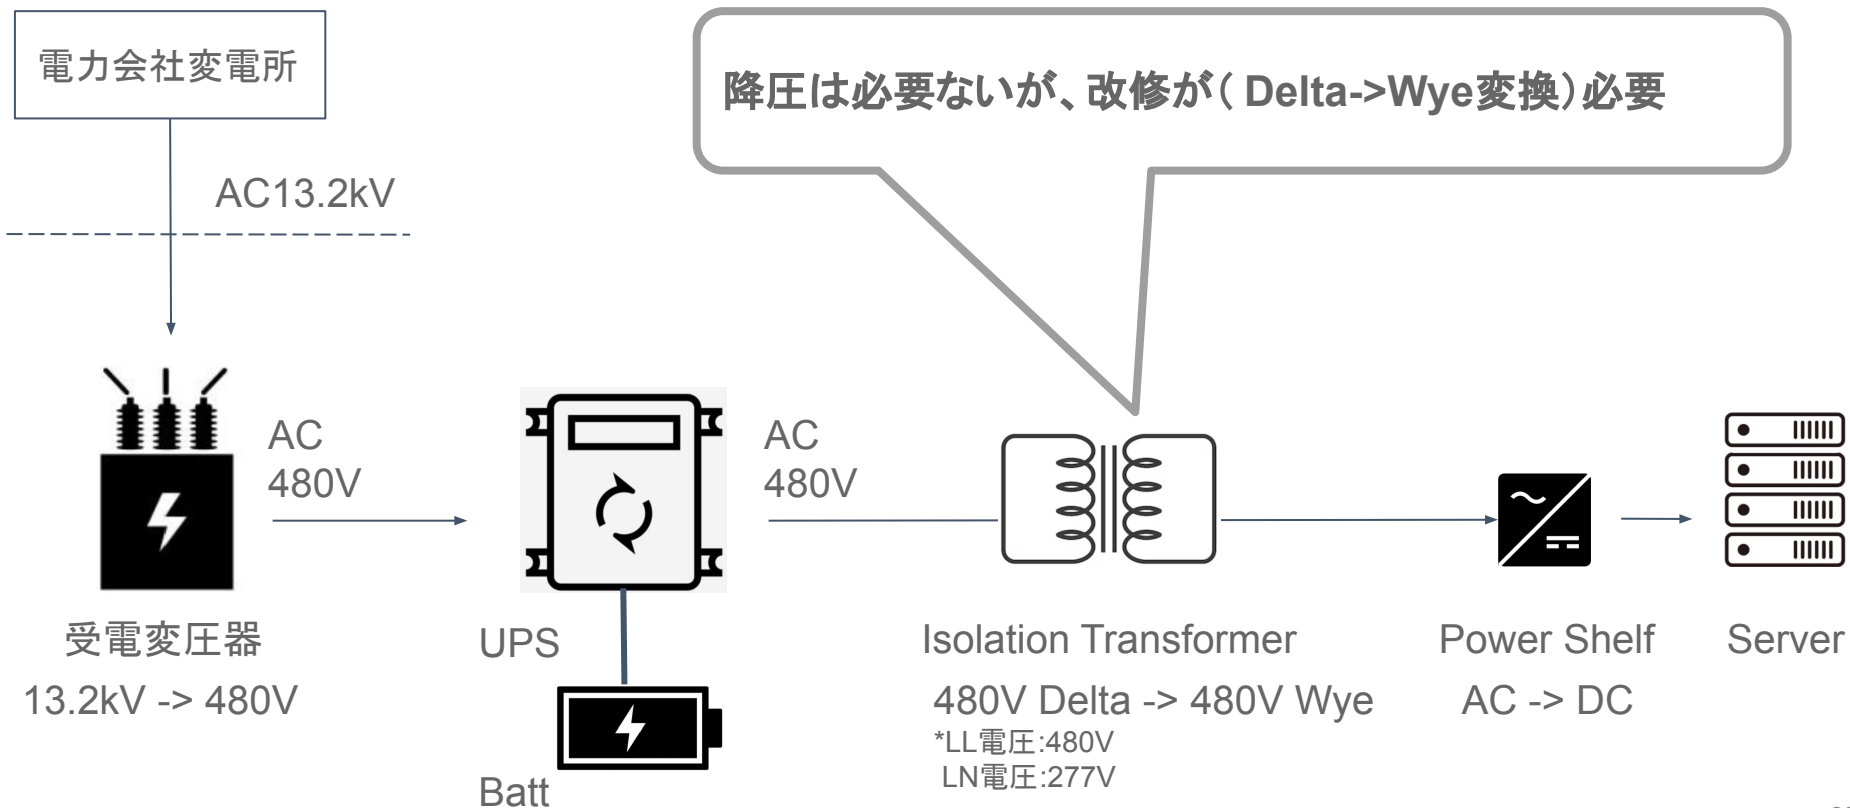 電力会社変電所
降圧は必要ないが、改修が（ Delta->Wye変換）必要
AC13.2kV
AC
480V
AC
480V
受電変圧器
13.2kV -> 480V
UPS
Batt
Isolation Transformer
480V Delta -> 480V Wye
*LL電圧:480V
LN電圧:277V
Power Shelf
AC -> DC
Server